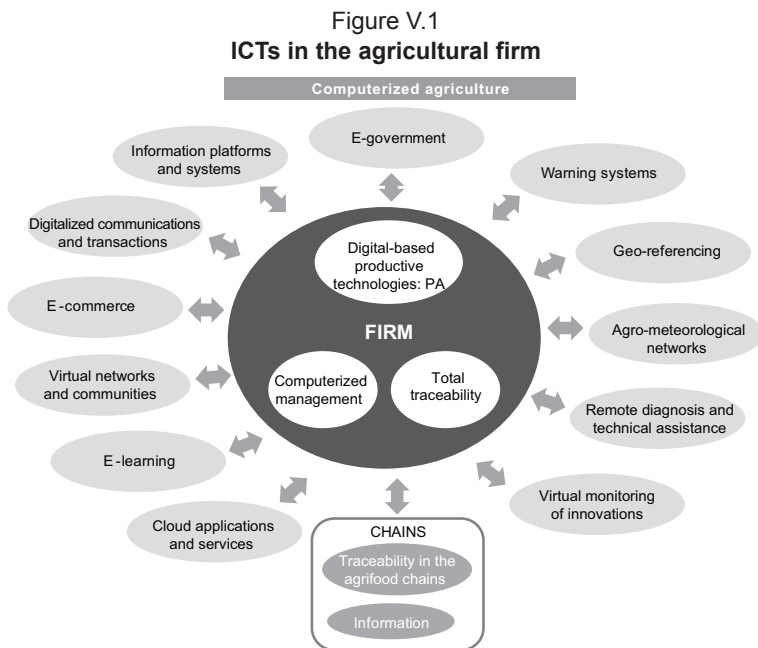 Figure V.1
ICTs in the agricultural firm
Computerized agriculture
E-government
Information platforms
and systems
Warning systems
Digitalized communications
and transactions
Digital-based
productive
technologies: PA
Geo-referencing
E-commerce
FIRM
Agro-meteorological
networks
Virtual networks
and communities
Computerized
management
Total
traceability
Remote diagnosis and
technical assistance
E-learning
Virtual monitoring
of innovations
Cloud applications
and services
CHAINS
Traceability in the
agrifood chains
Information